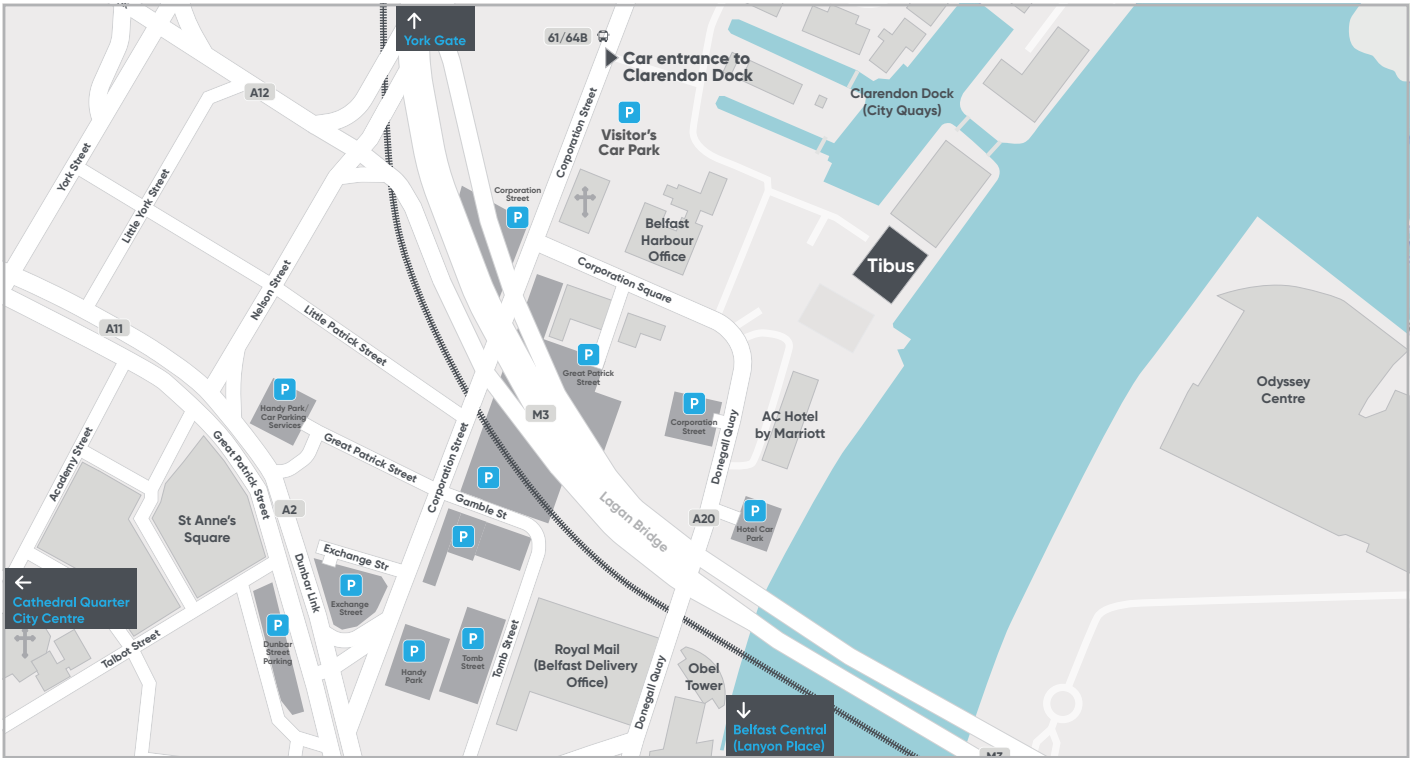 York Gate
61/64B
Car entrance to
Clarendon Dock
A12
P
Visitor's
Car Park
Clarendon Dock
(City Quays)
Corporation Street
York Street
Little York Street
Corporation
Street
P
Belfast
Harbour
Office
Tibus
Corporation Square
Nelson Street
Little Patrick Street
A11
P
Great Patrick
Street
P
Handy Park/
Car Parking
Services
M3
P
Corporation
Street
Donegall Quay
AC Hotel
by Marriott
Odyssey
Centre
Academy Street
Great Patrick Street
Great Patrick Street
Corporation Street
P
Gamble St
Lagan Bridge
A2
A20
P
Hotel Car
Park
St Anne's
Square
P
Exchange Str
Dunbar Link
P
Exchange
Street
Cathedral Quarter
City Centre
P
Dunbar
Street
Parking
Talbot Street
P
Handy
Park
P
Tomb
Street
Tomb Street
Royal Mail
(Belfast Delivery
Office)
Donegall Quay
Obel
Tower
Belfast Central
(Lanyon Place)
M3